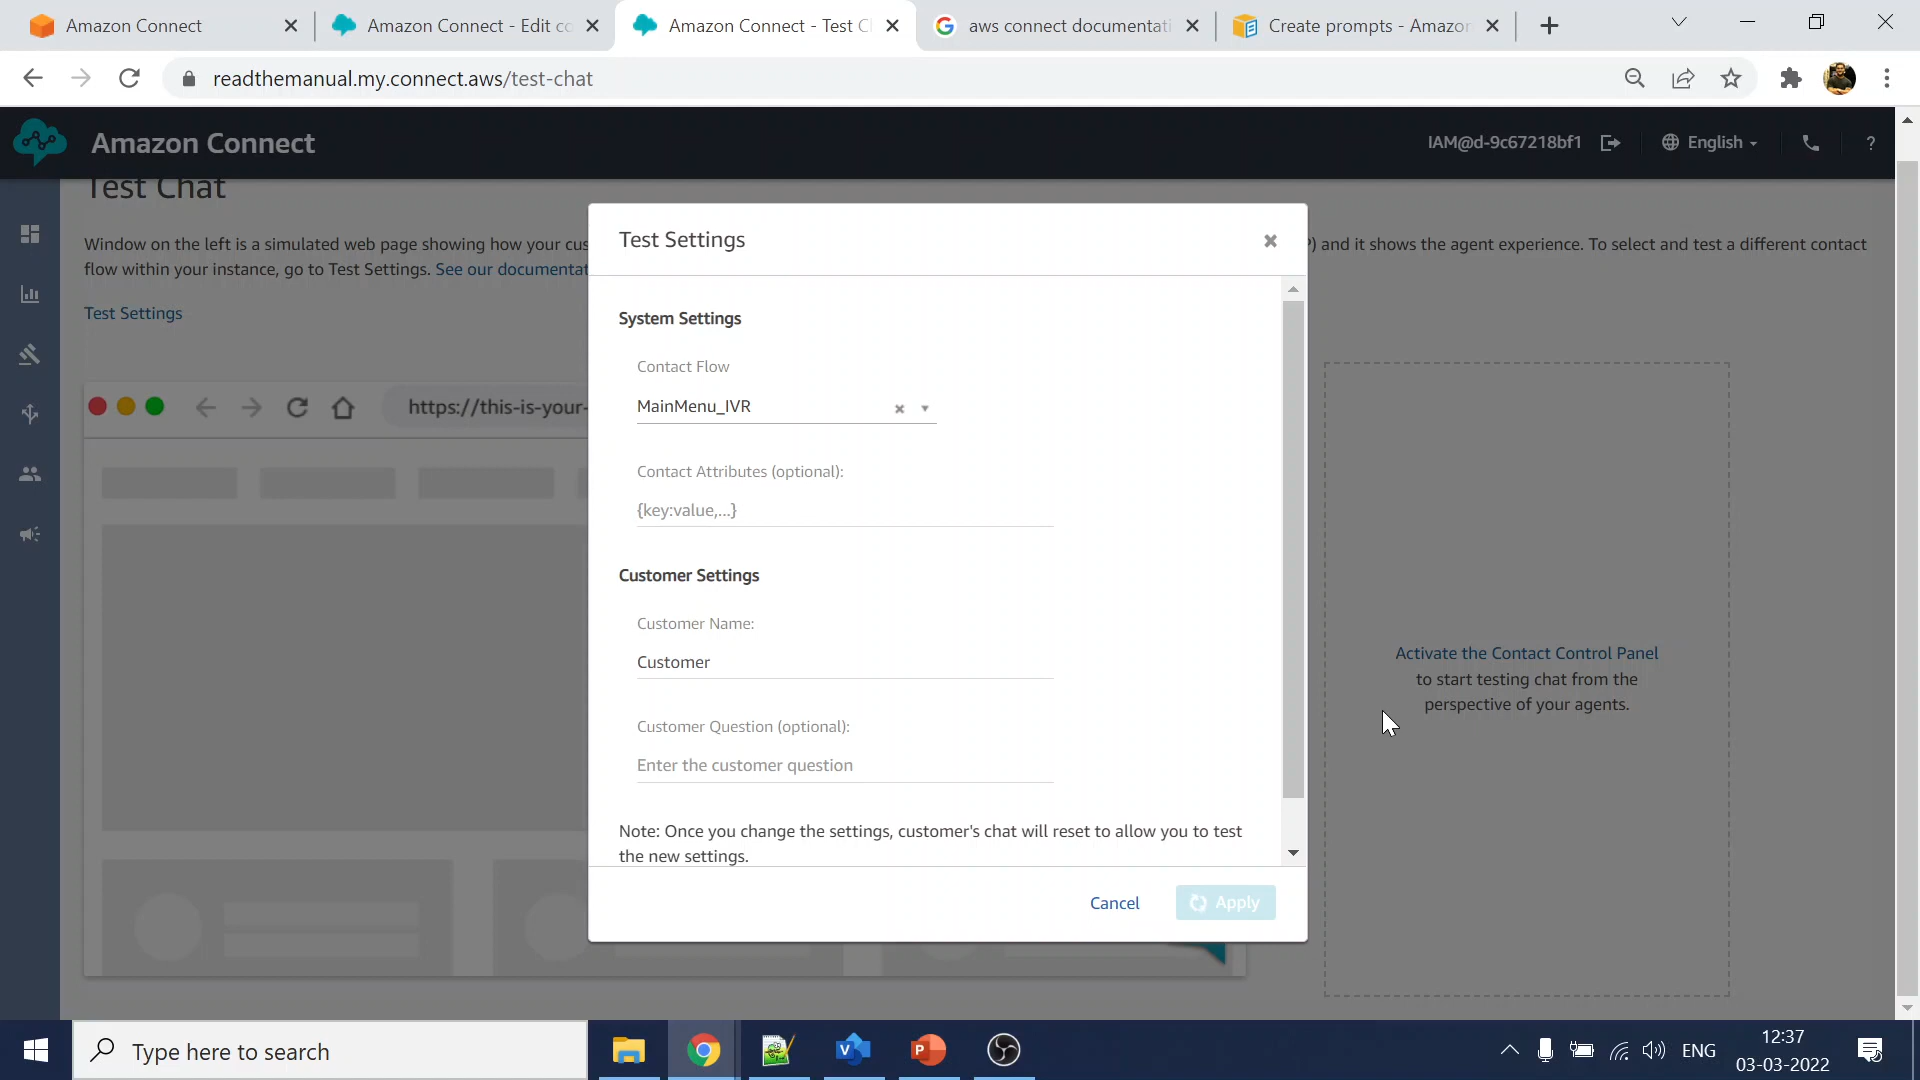 Amazon Connect
Amazon Connect - Edit co
Amazon Connect - Test C
aws connect documentati
Create prompts - Amazon
readthemanual.my.connect.aws/test-chat
Amazon Connect
IAM@d-9c67218bf1
English
?
Test Chat
Window on the left is a simulated web page showing how your cus
P) and it shows the agent experience. To select and test a different contact
flow within your instance, go to Test Settings. See our documentat
Test Settings
https://this-is-your-
Test Settings
System Settings
Contact Flow
MainMenu_IVR
Contact Attributes (optional):
{key:value,...}
Customer Settings
Customer Name:
Customer
Customer Question (optional):
Enter the customer question
Note: Once you change the settings, customer's chat will reset to allow you to test
the new settings.
Cancel
Apply
Activate the Contact Control Panel
to start testing chat from the
perspective of your agents.
Type here to search
ENG
12:37
03-03-2022